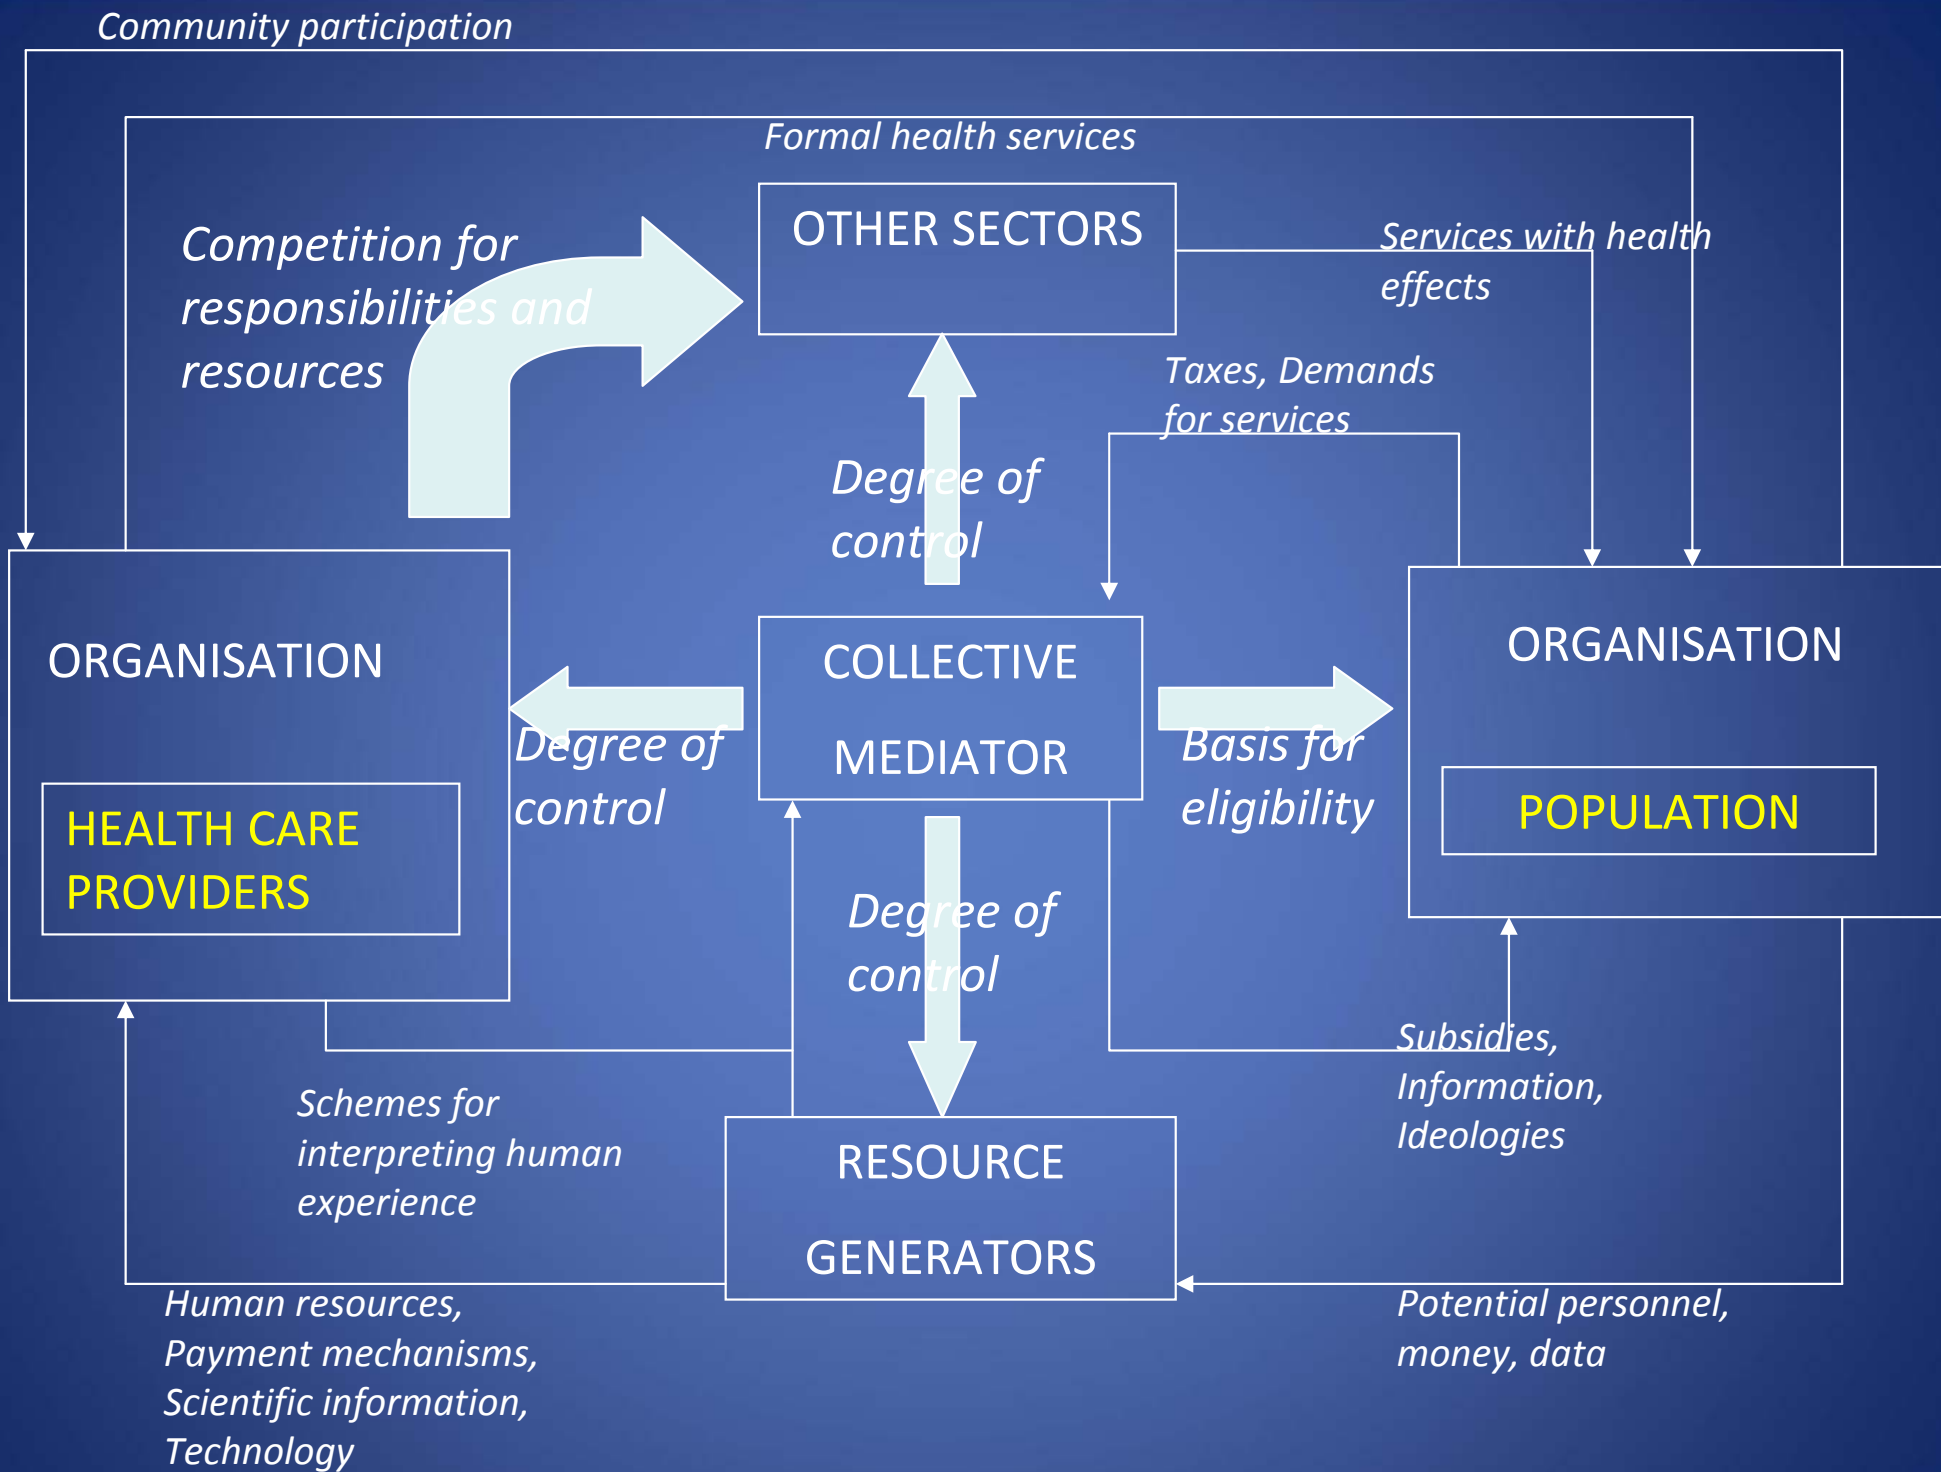 Community participation
Formal health services
OTHER SECTORS
Competition for
responsibilities and
resources
Services with health
effects
Taxes, Demands
for services
Degree of
control
ORGANISATION
HEALTH CARE
PROVIDERS
Degree of
control
COLLECTIVE
MEDIATOR
Basis for
eligibility
ORGANISATION
POPULATION
Degree of
control
Schemes for
interpreting human
experience
Subsidies,
Information,
Ideologies
RESOURCE
GENERATORS
Human resources,
Payment mechanisms,
Scientific information,
Technology
Potential personnel,
money, data